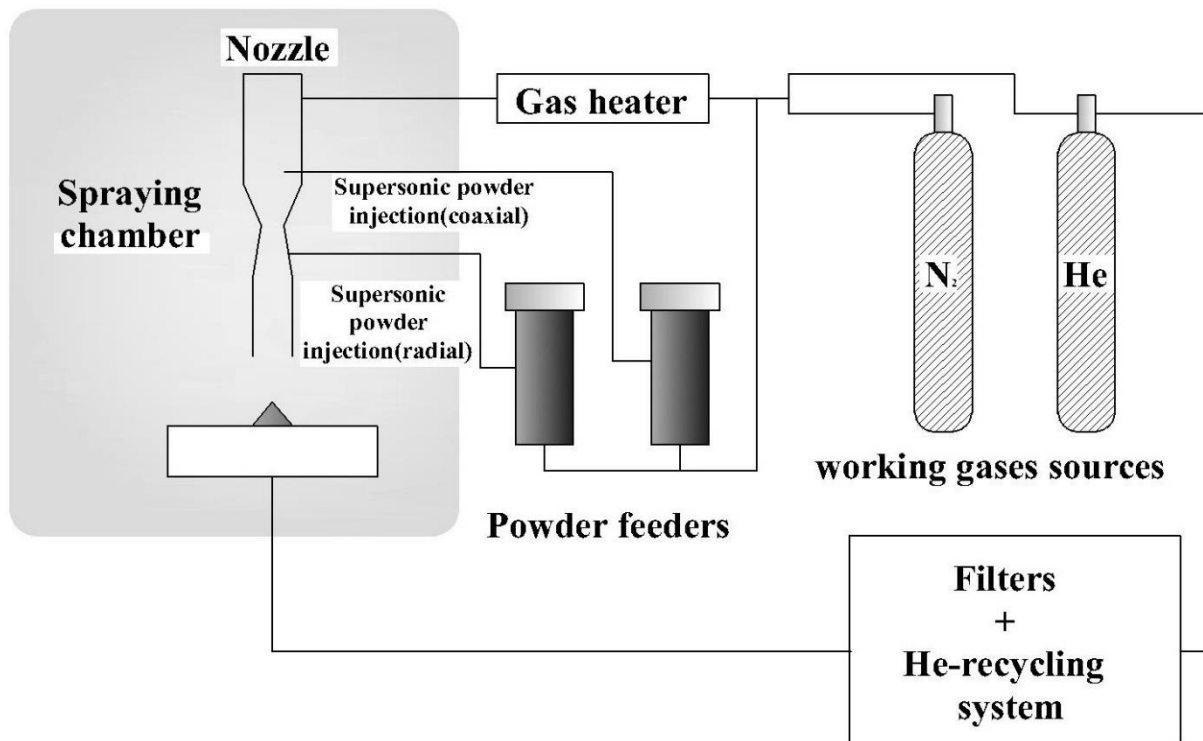 Nozzle
Gas heater
Spraying
chamber
Supersonic powder
injection(coaxial)
Supersonic
powder
injection(radial)
N₂
He
working gases sources
Powder feeders
Filters
+
He-recycling
system